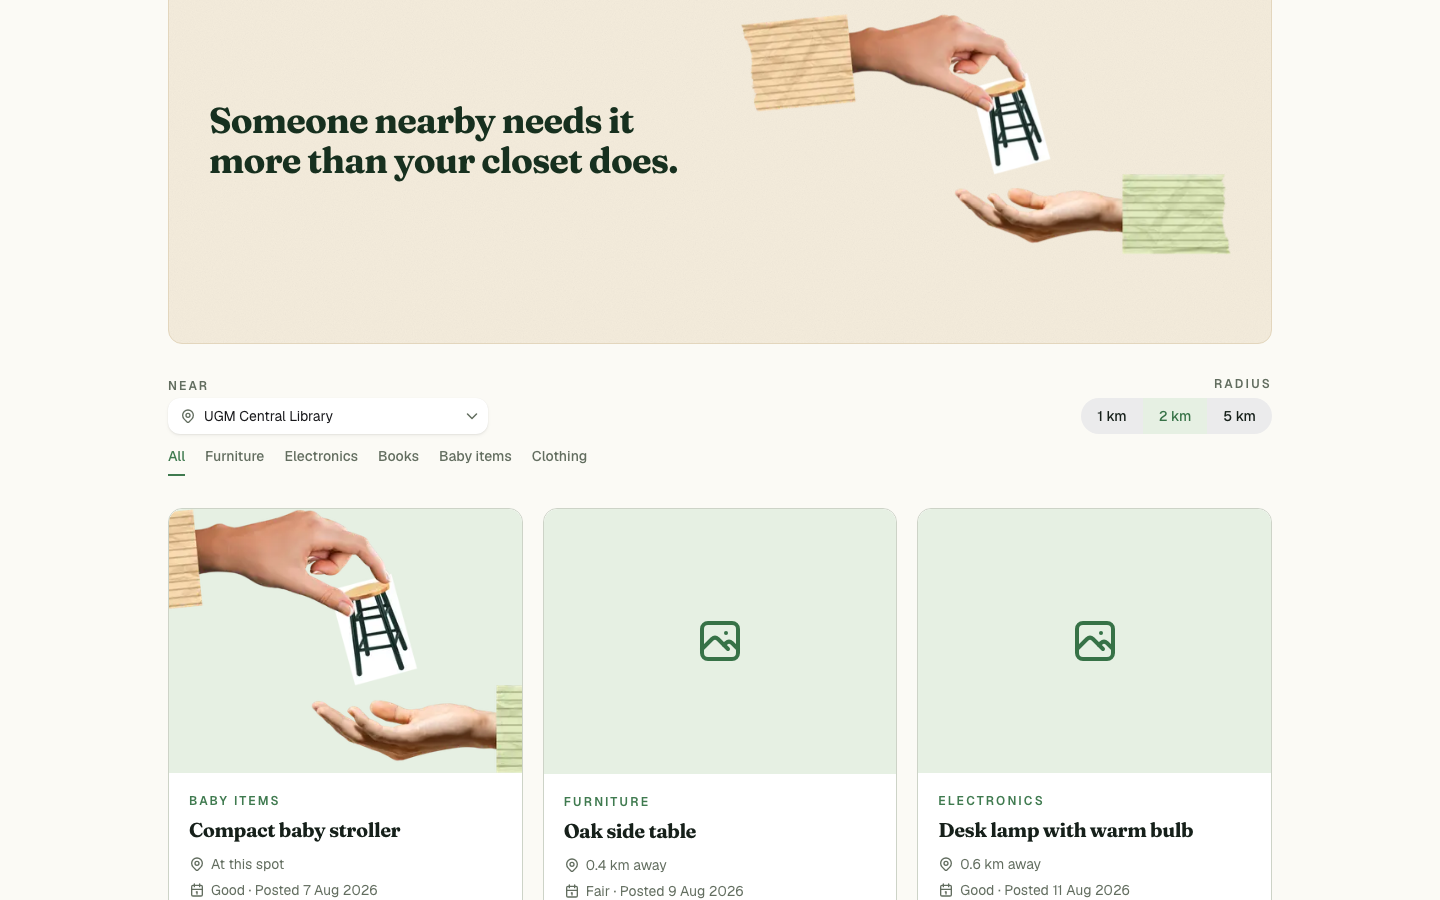 Someone nearby needs it
more than your closet does.
NEAR
RADIUS
UGM Central Library
1 km
2 km
5 km
All
Furniture
Electronics
Books
Baby items
Clothing
BABY ITEMS
Compact baby stroller
At this spot
Good · Posted 7 Aug 2026
FURNITURE
Oak side table
0.4 km away
Fair · Posted 9 Aug 2026
ELECTRONICS
Desk lamp with warm bulb
0.6 km away
Good · Posted 11 Aug 2026